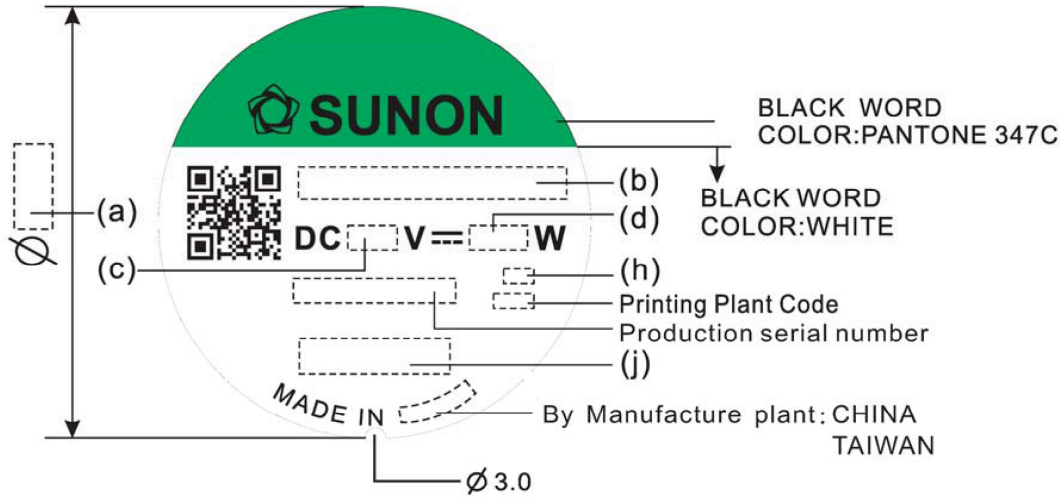 SUNON
BLACK WORD
COLOR:PANTONE 347C
BLACK WORD
COLOR:WHITE
(a)
Ø
(b)
(d)
DC V⎓ W
(c)
(h)
Printing Plant Code
Production serial number
(j)
MADE IN
By Manufacture plant: CHINA
TAIWAN
Ø 3.0